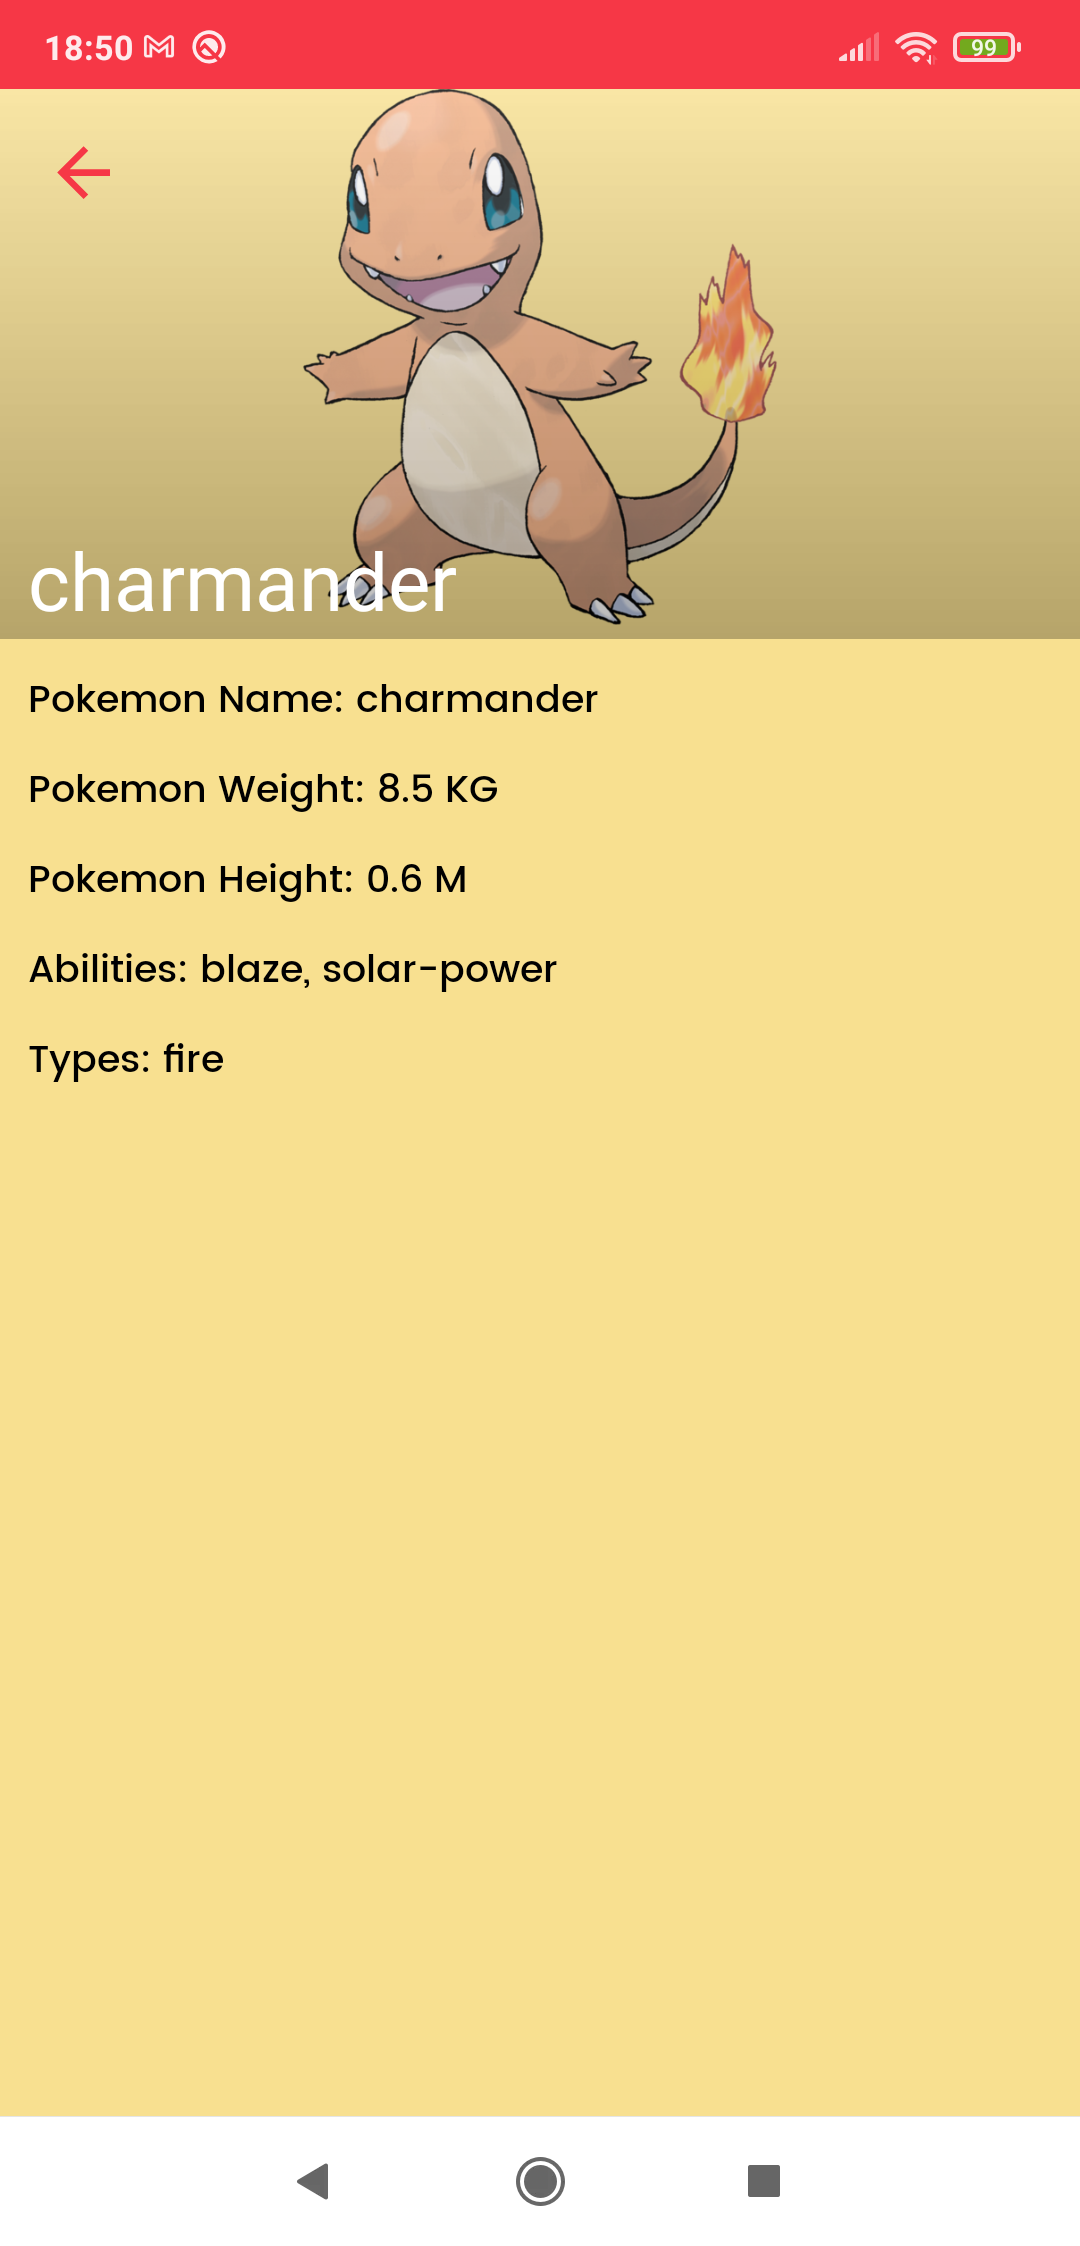 18:50
99
charmander
Pokemon Name: charmander
Pokemon Weight: 8.5 KG
Pokemon Height: 0.6 M
Abilities: blaze, solar-power
Types: fire